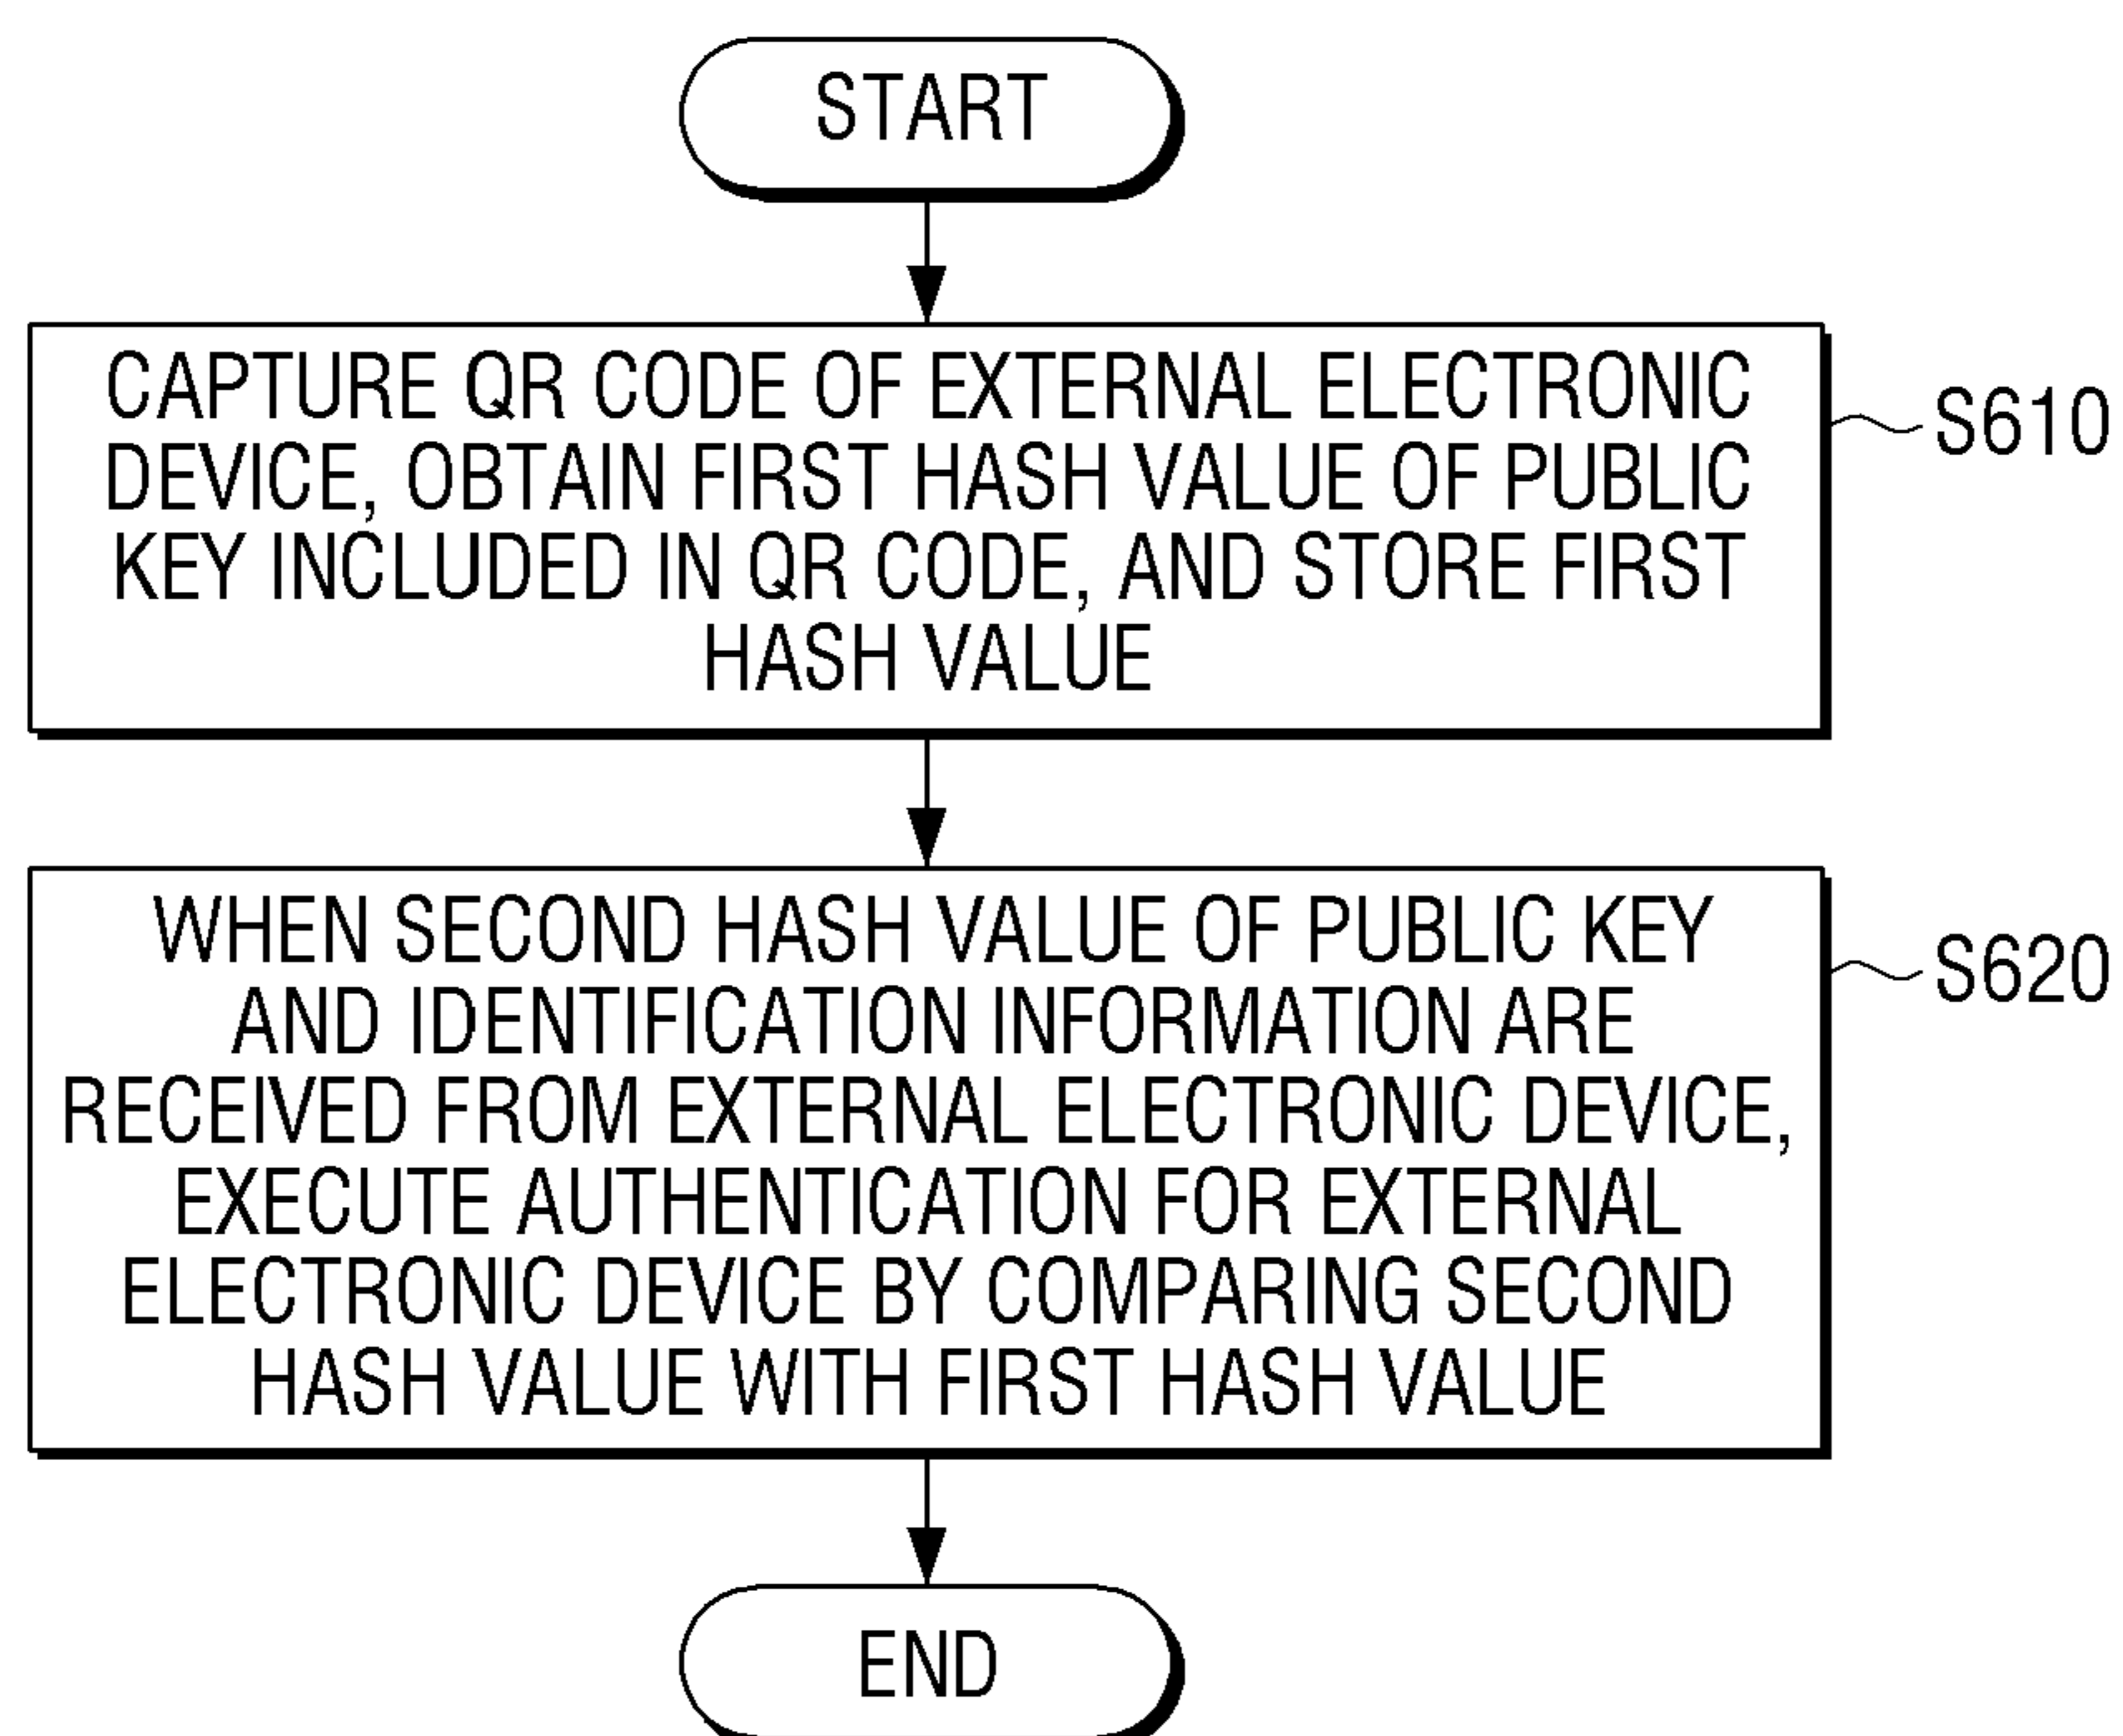 START
CAPTURE QR CODE OF EXTERNAL ELECTRONIC
DEVICE, OBTAIN FIRST HASH VALUE OF PUBLIC
KEY INCLUDED IN QR CODE, AND STORE FIRST
HASH VALUE
S610
WHEN SECOND HASH VALUE OF PUBLIC KEY
AND IDENTIFICATION INFORMATION ARE
RECEIVED FROM EXTERNAL ELECTRONIC DEVICE,
EXECUTE AUTHENTICATION FOR EXTERNAL
ELECTRONIC DEVICE BY COMPARING SECOND
HASH VALUE WITH FIRST HASH VALUE
S620
END